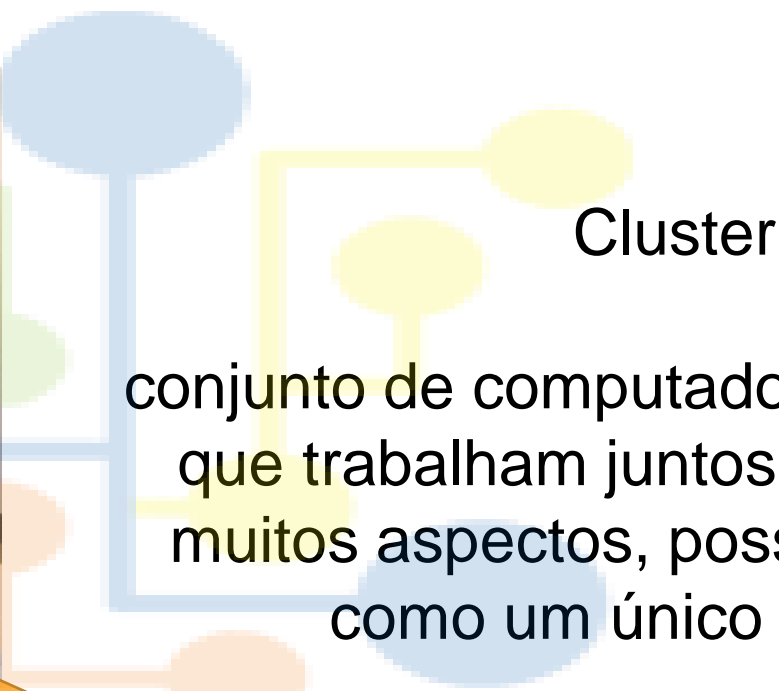 Cluster
conjunto de
que trabalham juntos
muitos aspectos,
como um único